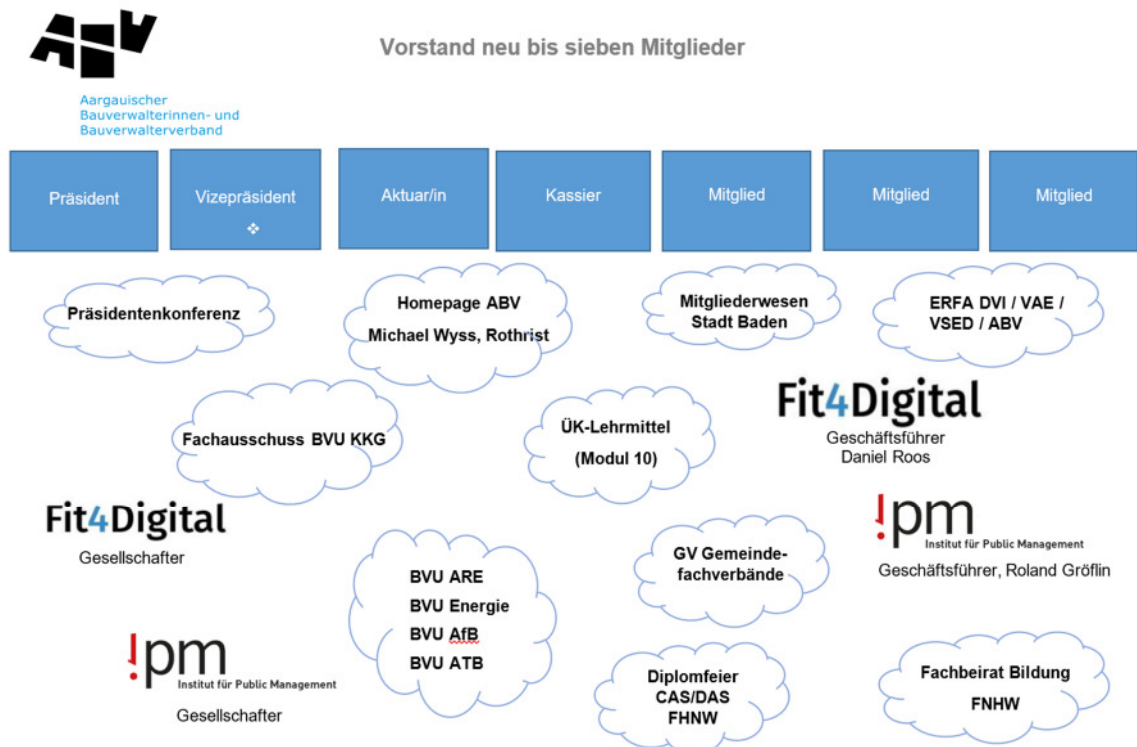 Vorstand neu bis sieben Mitglieder
Aargauischer
Bauverwalterinnen- und
Bauverwalterverband
Präsident
Vizepräsident
Aktuar/in
Kassier
Mitglied
Mitglied
Mitglied
Präsidentenkonferenz
Homepage ABV
Michael Wyss, Rothrist
Mitgliederwesen
Stadt Baden
ERFA DVI / VAE /
VSED / ABV
Fachausschuss BVU KKG
ÜK-Lehrmittel
(Modul 10)
Fit4Digital
Geschäftsführer
Daniel Roos
Fit4Digital
Gesellschafter
BVU ARE
BVU Energie
BVU AfB
BVU ATB
GV Gemeinde-
fachverbände
!pm
Institut für Public Management
Geschäftsführer, Roland Gröflin
!pm
Institut für Public Management
Gesellschafter
Diplomfeier
CAS/DAS
FHNW
Fachbeirat Bildung
FNHW